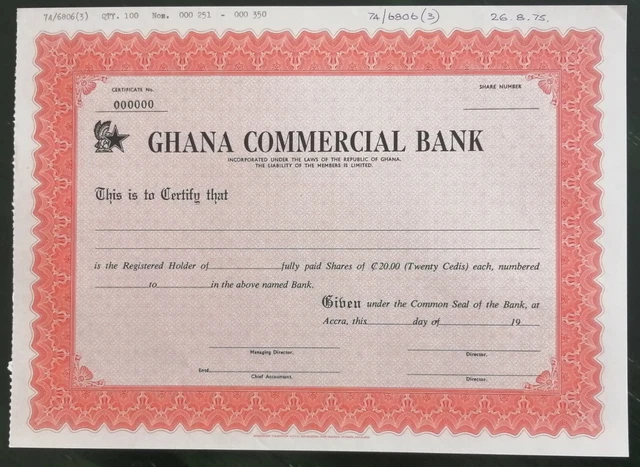 74/6806(3) QTY. 100 Nos. 000 251 - 000 350 74/6806(3) 26.8.75.
CERTIFICATE No. SHARE NUMBER
000000
GHANA COMMERCIAL BANK
INCORPORATED UNDER THE LAWS OF THE REPUBLIC OF GHANA.
THE LIABILITY OF THE MEMBERS IS LIMITED.
This is to Certify that
is the Registered Holder of fully paid Shares of ₵20.00 (Twenty Cedis) each, numbered
to in the above named Bank.
Given under the Common Seal of the Bank, at
Accra, this day of 19
Managing Director. Director.
Entd.
Chief Accountant. Director.